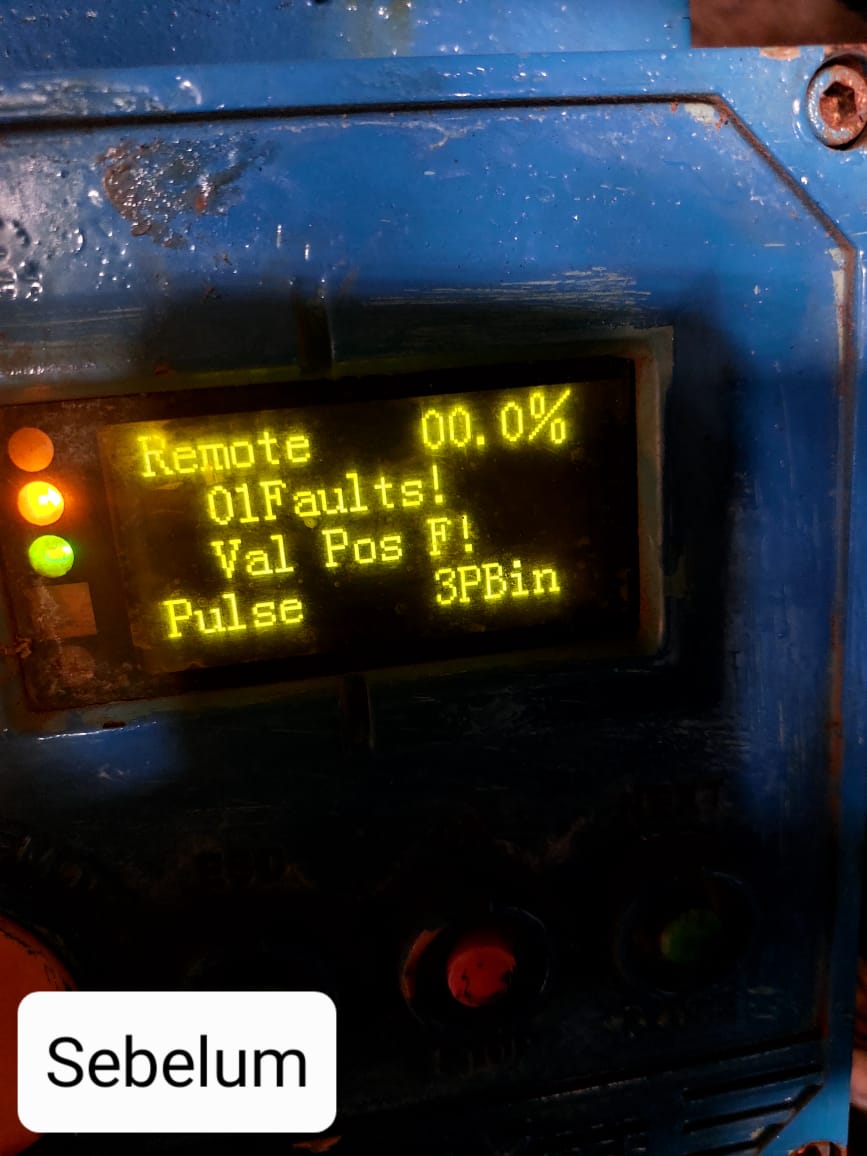 Remote 00.0%
01Faults!
Val Pos F!
Pulse 3PBin
Sebelum